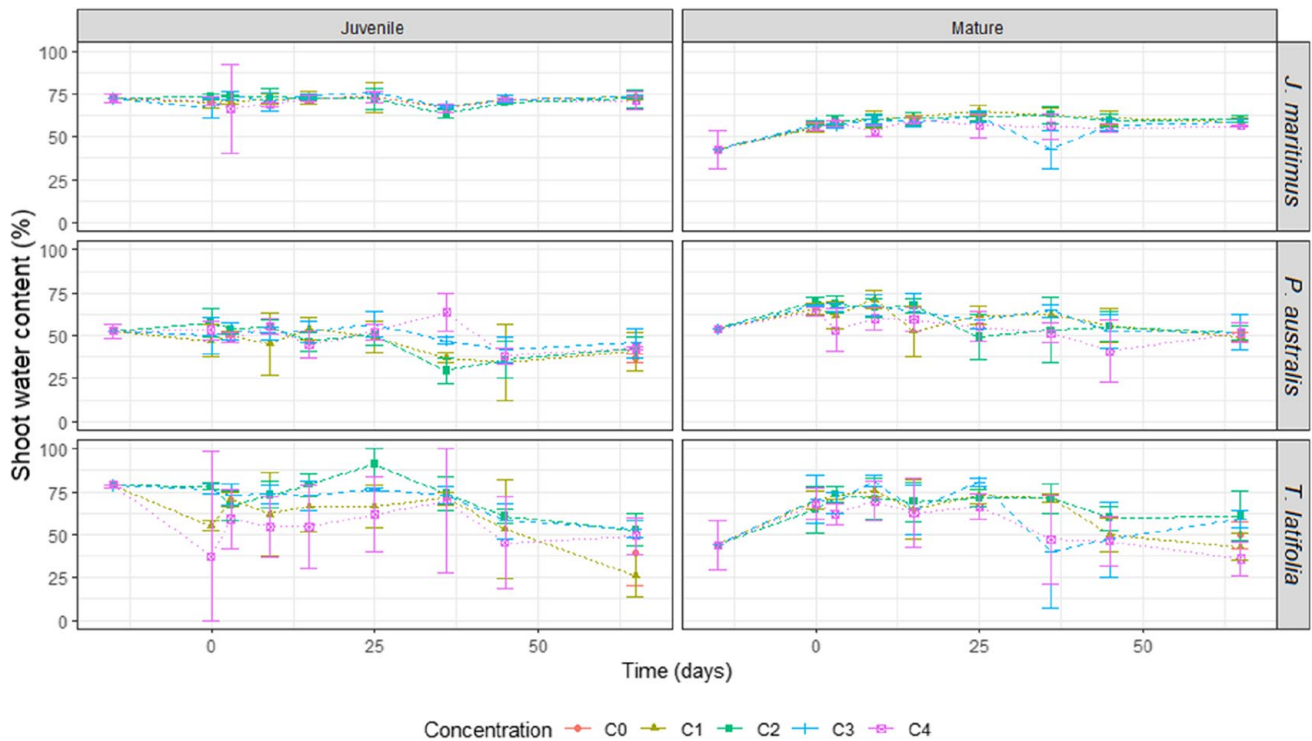 Juvenile Mature
100
75
50
25
0
J. maritimus
100
75
50
25
0
P. australis
100
75
50
25
0
T. latifolia
Shoot water content (%)
0 25 50 0 25 50
Time (days)
Concentration C0 C1 C2 C3 C4